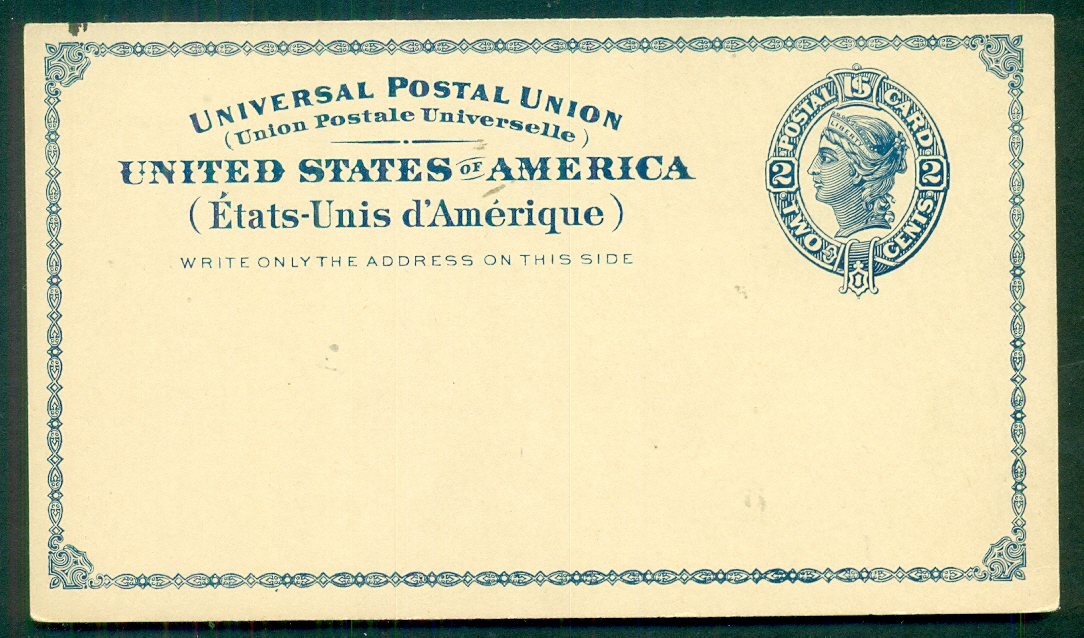 UNIVERSAL POSTAL UNION
(Union Postale Universelle)
UNITED STATES OF AMERICA
(États-Unis d'Amérique)
WRITE ONLY THE ADDRESS ON THIS SIDE
POSTAL CARD
LIBERTY
2 2
TWO CENTS